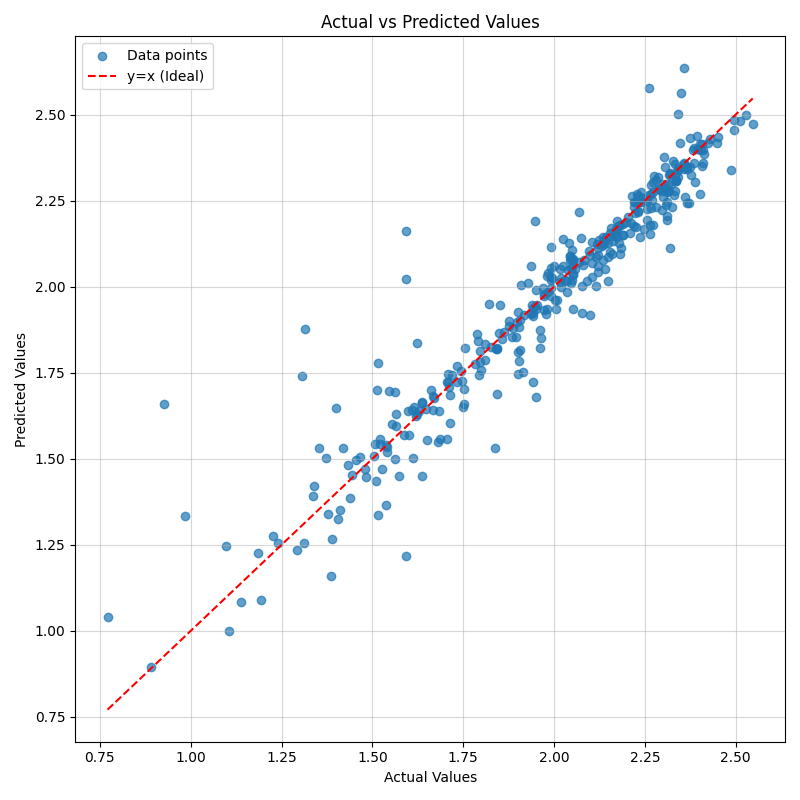 Actual vs Predicted Values
Data points
y=x (Ideal)
2.50
2.25
2.00
1.75
1.50
1.25
1.00
0.75
Predicted Values
0.75 1.00 1.25 1.50 1.75 2.00 2.25 2.50
Actual Values